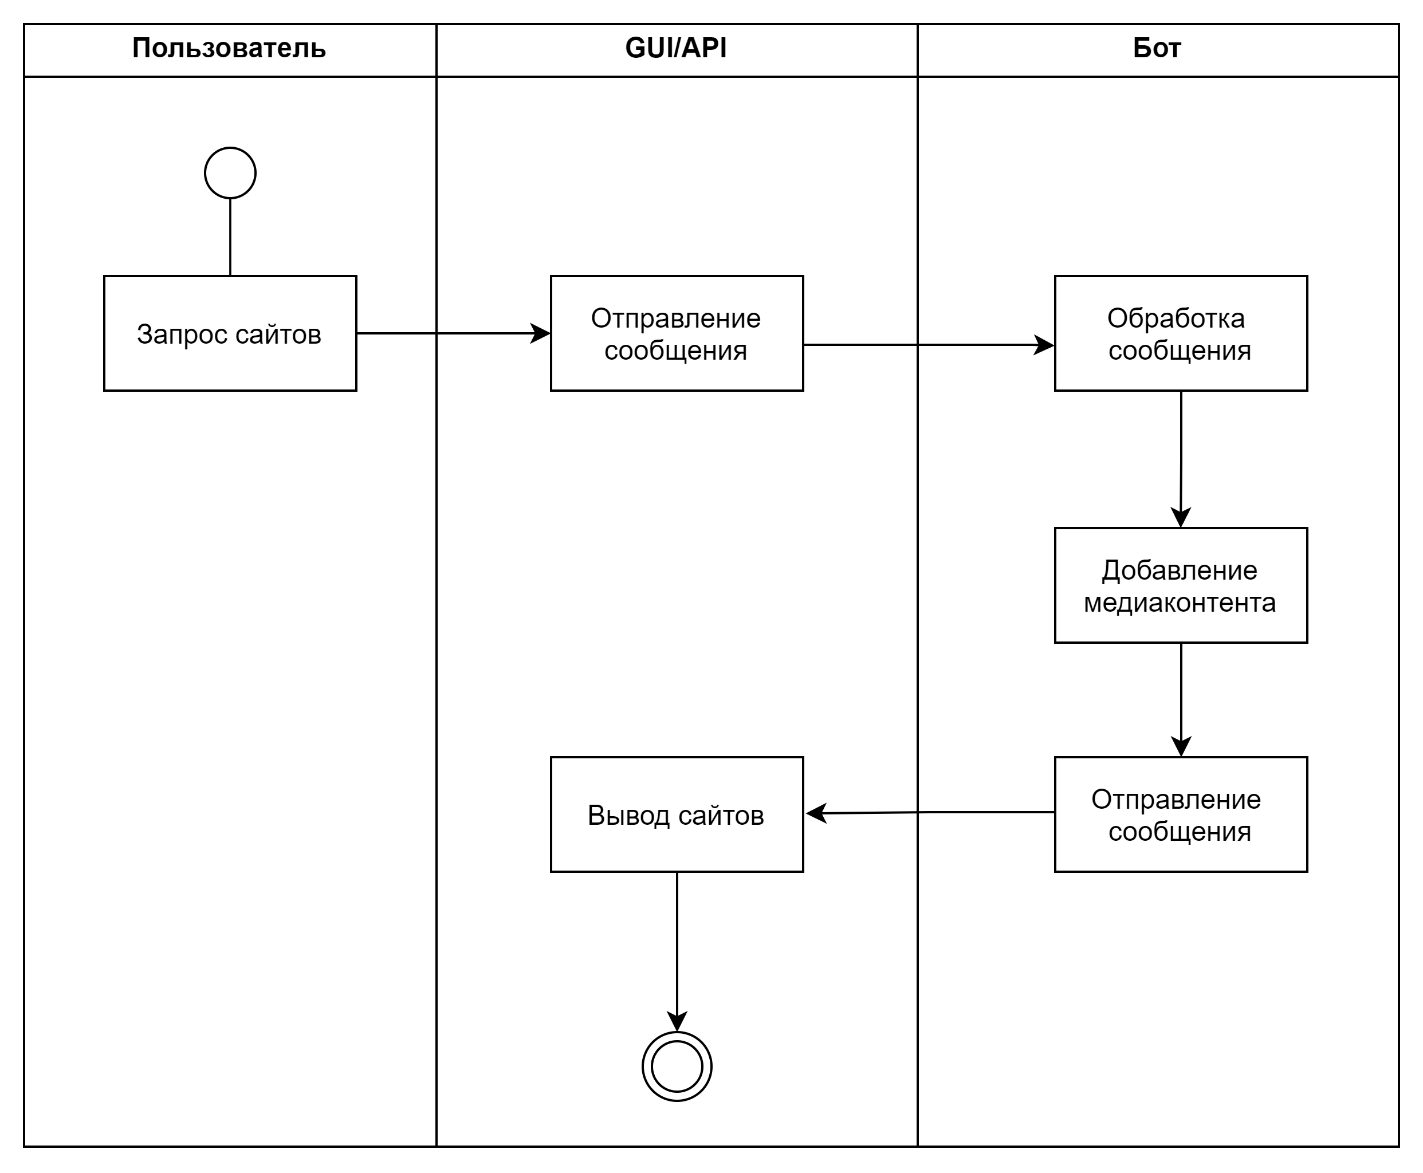 Пользователь
GUI/API
Бот
Запрос сайтов
Отправление
сообщения
Обработка
сообщения
Добавление
медиаконтента
Отправление
сообщения
Вывод сайтов